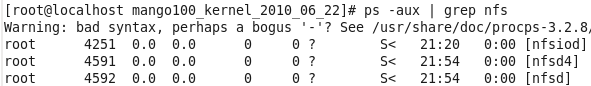 [root@localhost mango100_kernel_2010_06_22]# ps -aux | grep nfs
Warning: bad syntax, perhaps a bogus '-'? See /usr/share/doc/procps-3.2.8/
root 4251 0.0 0.0 0 0 ? S< 21:20 0:00 [nfsiod]
root 4591 0.0 0.0 0 0 ? S< 21:54 0:00 [nfsd4]
root 4592 0.0 0.0 0 0 ? S< 21:54 0:00 [nfsd]